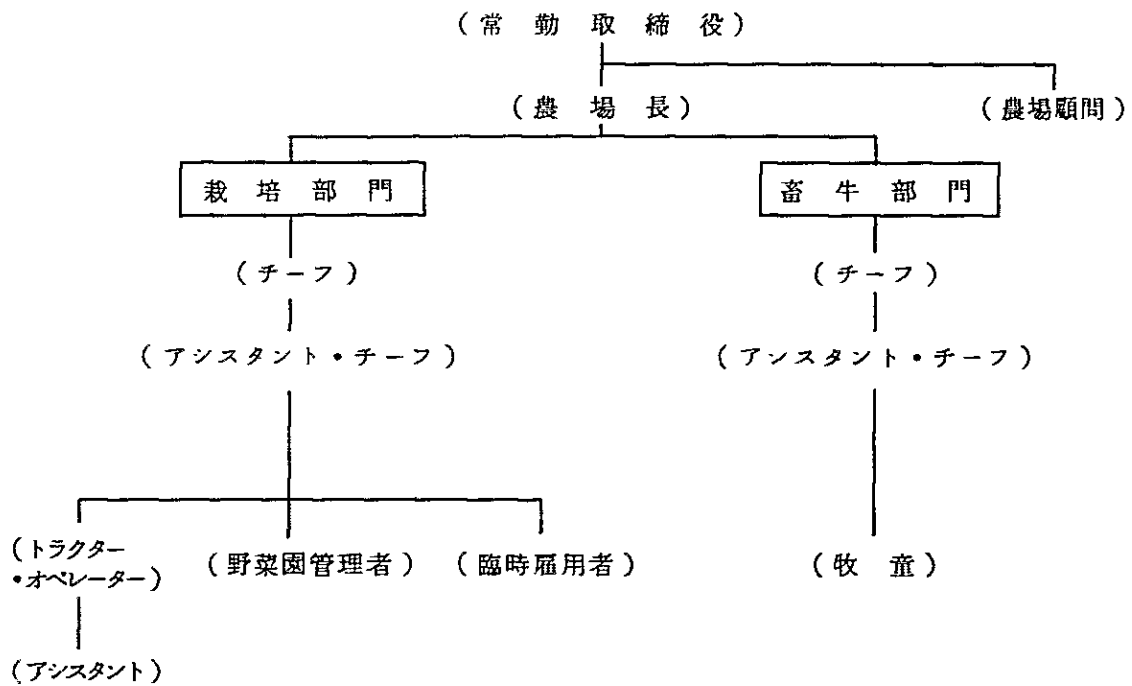 (常勤取締役)
(農場長)
(農場顧問)
栽培部門
畜牛部門
(チーフ)
(チーフ)
(アシスタント・チーフ)
(アシスタント・チーフ)
(トラクター
・オペレーター)
(野菜園管理者)
(臨時雇用者)
(牧童)
(アシスタント)